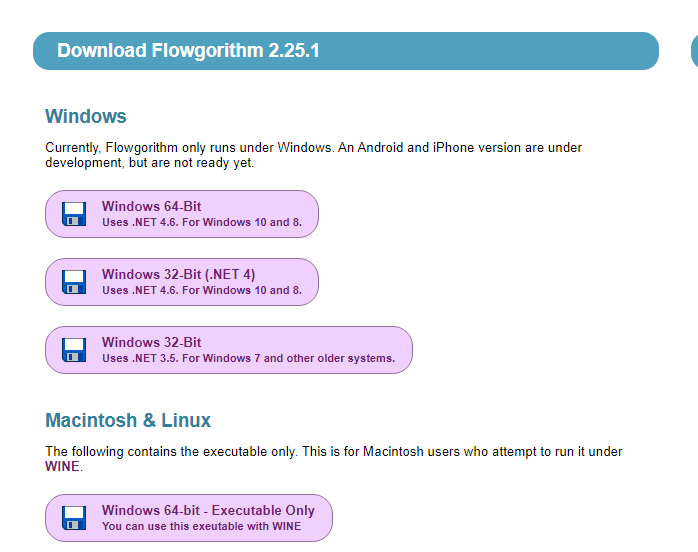 Download Flowgorithm 2.25.1
Windows
Currently, Flowgorithm only runs under Windows. An Android and iPhone version are under
development, but are not ready yet.
Windows 64-Bit
Uses .NET 4.6. For Windows 10 and 8.
Windows 32-Bit (.NET 4)
Uses .NET 4.6. For Windows 10 and 8.
Windows 32-Bit
Uses .NET 3.5. For Windows 7 and other older systems.
Macintosh & Linux
The following contains the executable only. This is for Macintosh users who attempt to run it under
WINE.
Windows 64-bit - Executable Only
You can use this exeutable with WINE